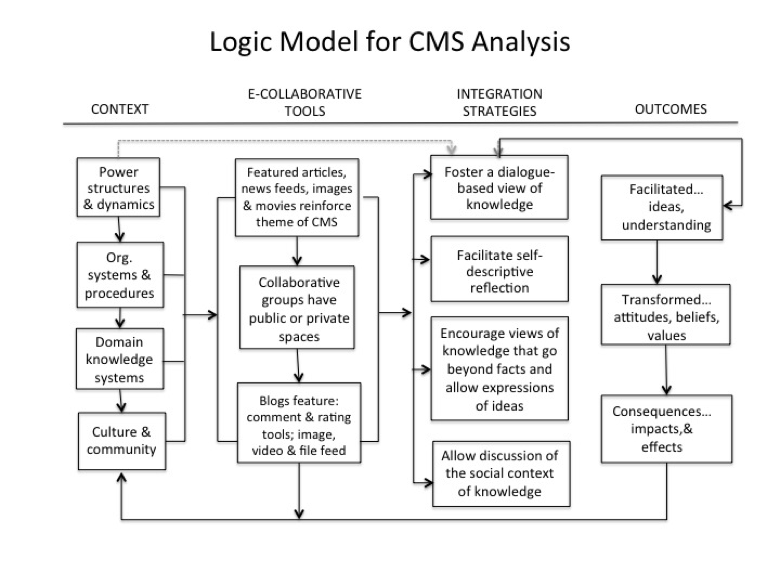 Logic Model for CMS Analysis
CONTEXT
E-COLLABORATIVE
TOOLS
INTEGRATION
STRATEGIES
OUTCOMES
Power
structures
& dynamics
Org.
systems &
procedures
Domain
knowledge
systems
Culture &
community
Featured articles,
news feeds, images
& movies reinforce
theme of CMS
Collaborative
groups have
public or private
spaces
Blogs feature:
comment & rating
tools; image,
video & file feed
Foster a dialogue-
based view of
knowledge
Facilitate self-
descriptive
reflection
Encourage views of
knowledge that go
beyond facts and
allow expressions
of ideas
Allow discussion of
the social context
of knowledge
Facilitated...
ideas,
understanding
Transformed...
attitudes, beliefs,
values
Consequences...
impacts,&
effects